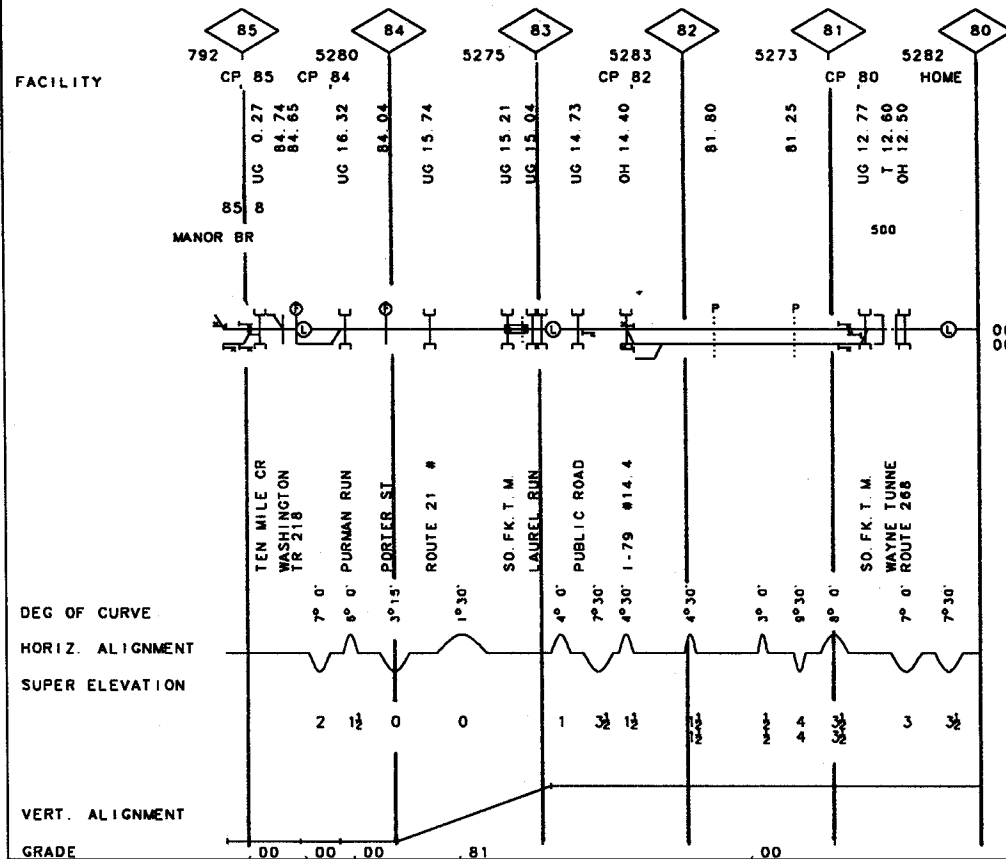 85 84 83 82 81 80
792 5280 5275 5283 5273 5282
FACILITY CP 85 CP 84 CP 82 CP 80 HOME
UG 0.27
84.74
84.65
UG 16.32
84.04
UG 15.74
UG 15.21
UG 15.04
UG 14.73
OH 14.40
81.80
81.25
UG 12.77
T 12.60
OH 12.50
85 8
MANOR BR
500
F F P P
L L L
TEN MILE CR
WASHINGTON
TR 218
PURMAN RUN
PORTER ST
ROUTE 21 #
SO. FK. T. M.
LAUREL RUN
PUBLIC ROAD
I-79 #14.4
SO. FK. T. M.
WAYNE TUNNE
ROUTE 268
DEG OF CURVE 7° 0' 6° 0' 3° 15' 1° 30' 4° 0' 7° 30' 4° 30' 4° 30' 3° 0' 9° 30' 8° 0' 7° 0' 7° 30'
HORIZ. ALIGNMENT
SUPER ELEVATION
2 1½ 0 0 1 3½ 1½ 1½ 4 3½ 3 3½
1½ 4 3½
VERT. ALIGNMENT
GRADE .00 .00 .00 .81 .00